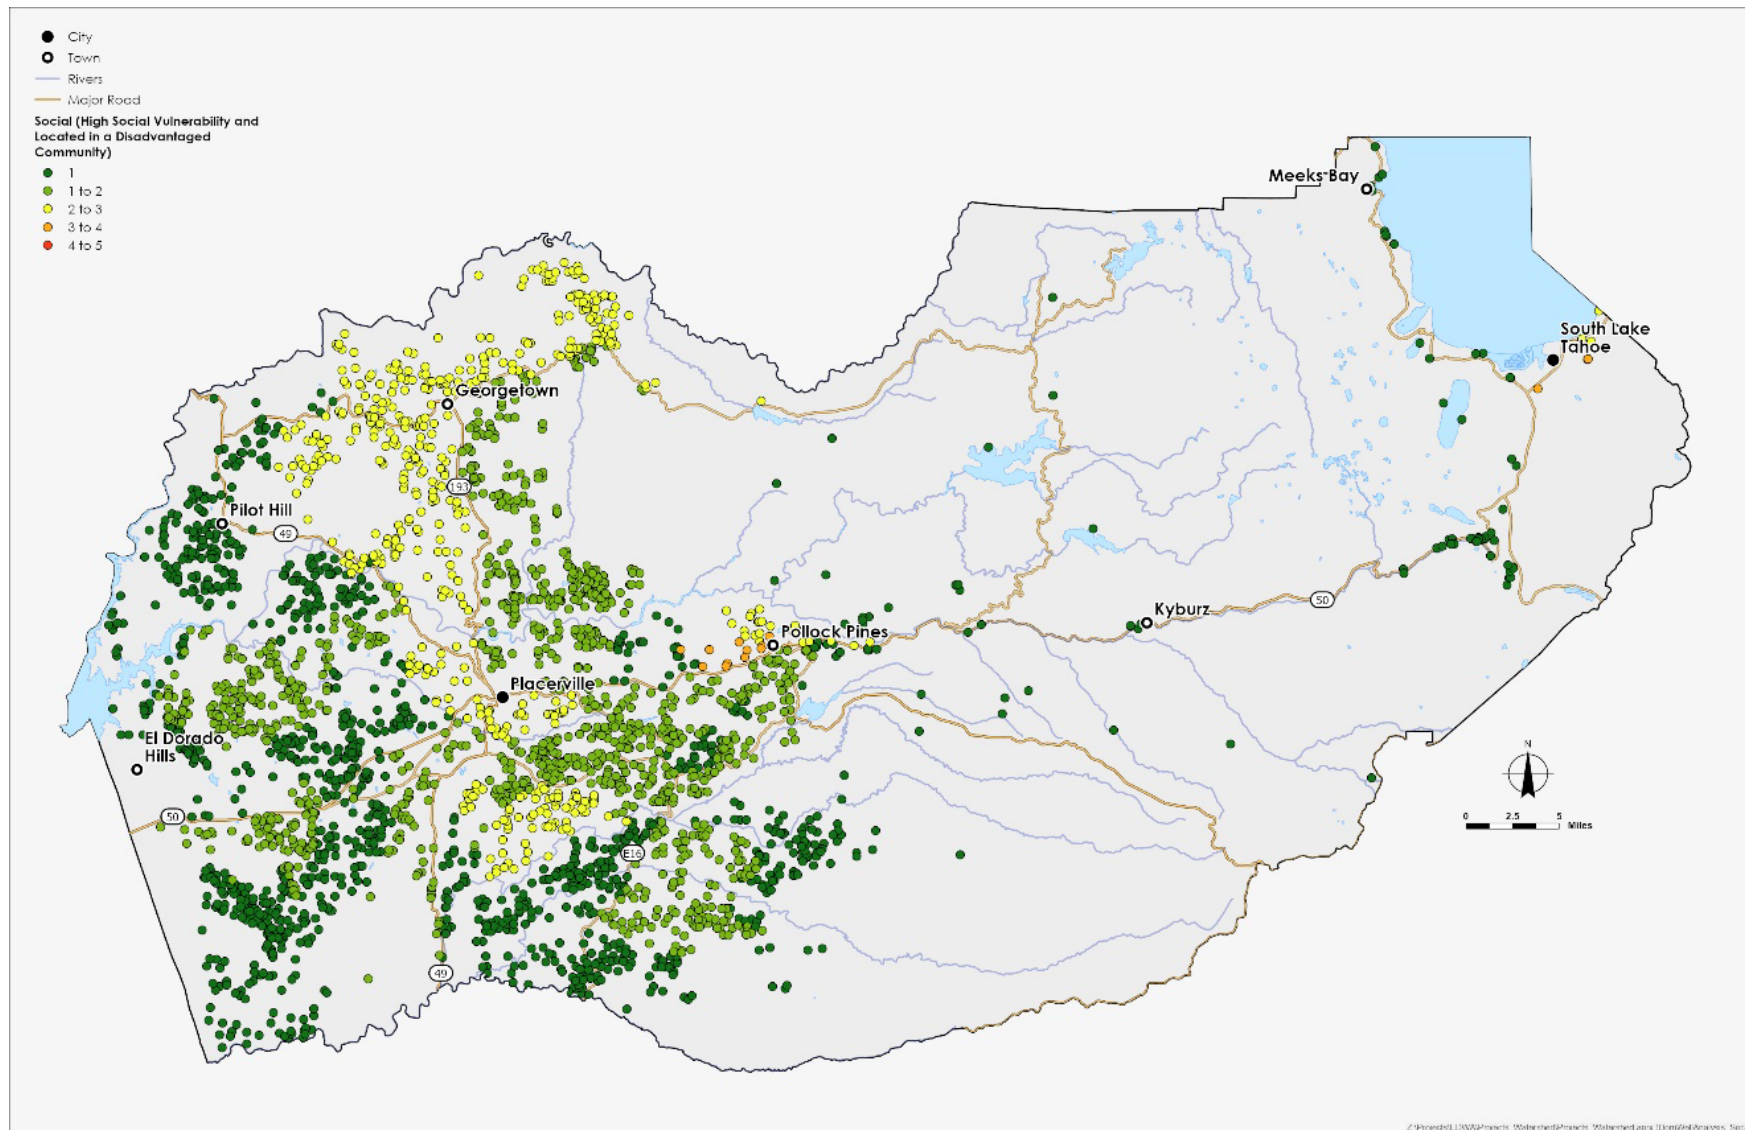 City
Town
Rivers
Major Road
Social (High Social Vulnerability and
Located in a Disadvantaged
Community)
1
1 to 2
2 to 3
3 to 4
4 to 5
Meeks Bay
South Lake
Tahoe
Georgetown
193
Pilot Hill
49
Kyburz
50
Pollock Pines
Placerville
El Dorado
Hills
50
N
0 2.5 5
Miles
E16
49